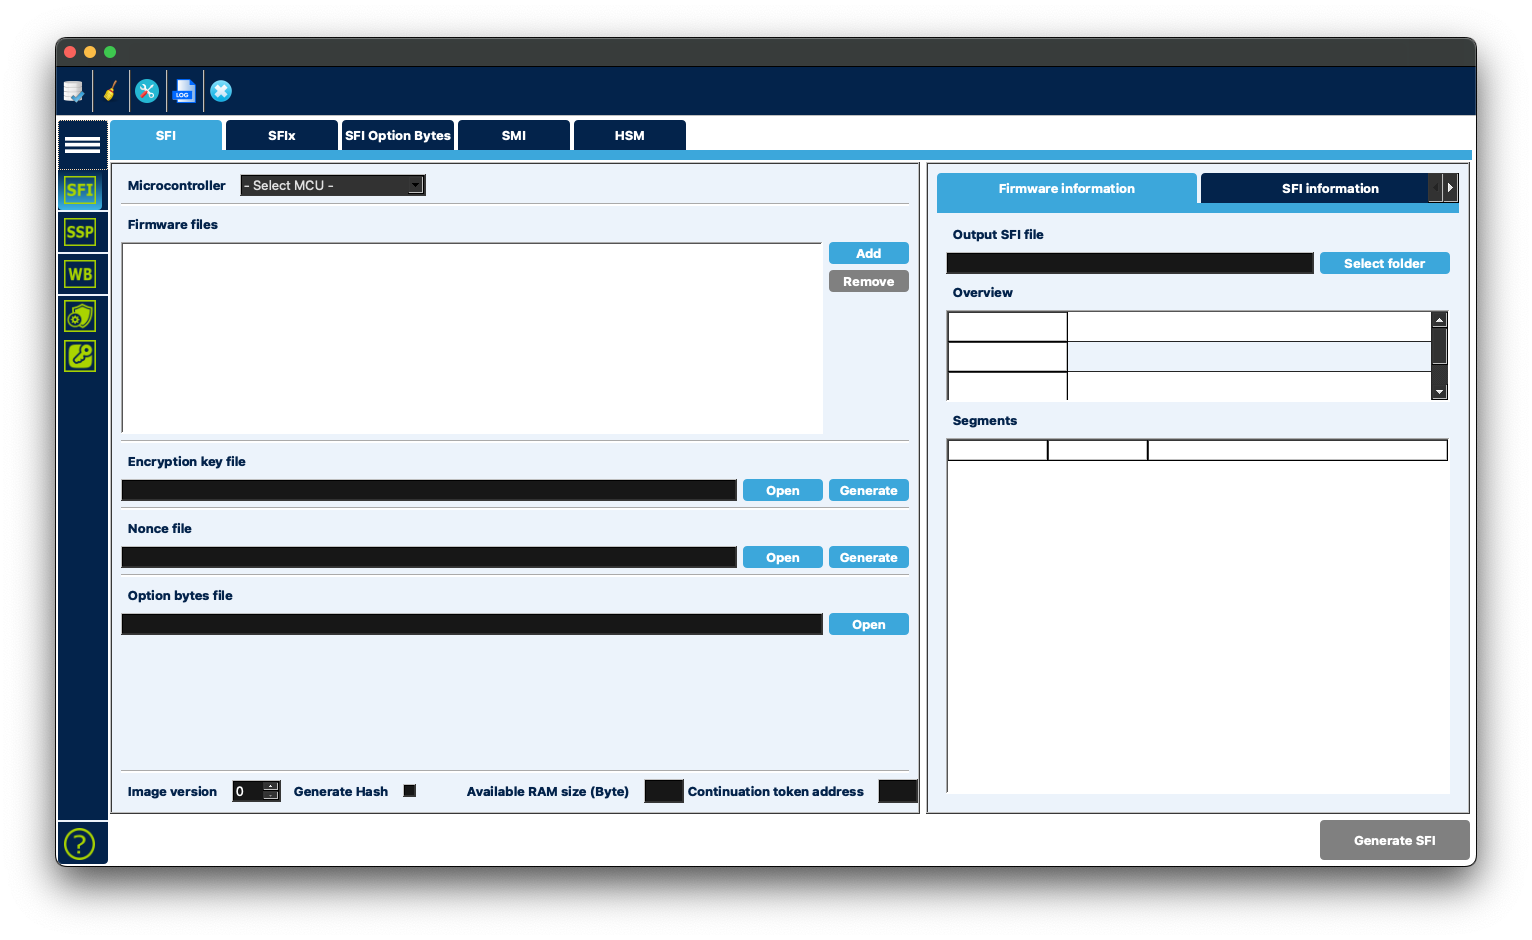 LOG
SFI
SFIx
SFI Option Bytes
SMI
HSM
SFI
SSP
WB
?
Microcontroller
- Select MCU -
Firmware files
Add
Remove
Encryption key file
Open
Generate
Nonce file
Open
Generate
Option bytes file
Open
Image version
0
Generate Hash
Available RAM size (Byte)
Continuation token address
Firmware information
SFI information
Output SFI file
Select folder
Overview
Segments
Generate SFI